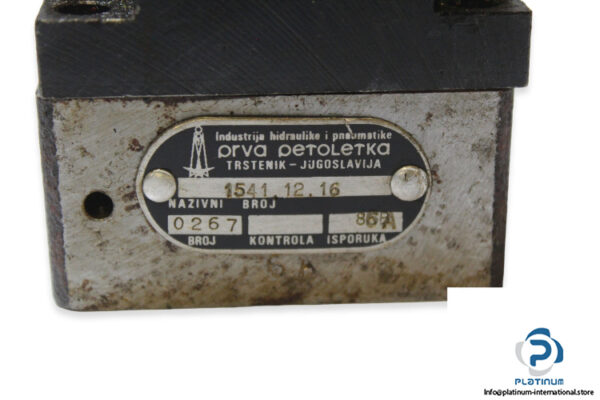 Industrija hidraulike i pneumatike
prva petoletka
TRSTENIK - JUGOSLAVIJA
1541.12.16
NAZIVNI BROJ
0267
BROJ KONTROLA ISPORUKA
PLATINUM
Info@platinum-international.store